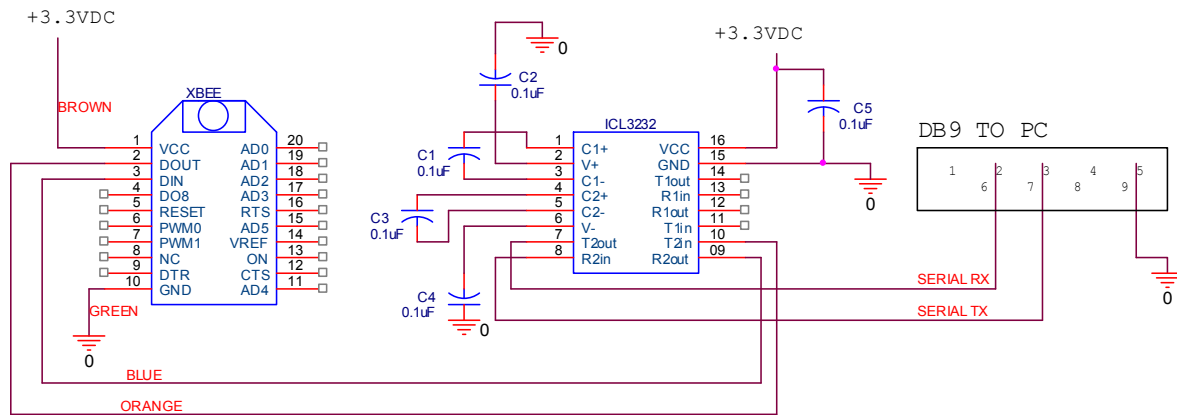 +3.3VDC
BROWN
XBEE
1 VCC AD0 20
2 DOUT AD1 19
3 DIN AD2 18
4 DO8 AD3 17
5 RESET RTS 16
6 PWM0 AD5 15
7 PWM1 VREF 14
8 NC ON 13
9 DTR CTS 12
10 GND AD4 11
GREEN
0
BLUE
ORANGE
0
C2
0.1uF
C1
0.1uF
C3
0.1uF
C4
0.1uF
0
ICL3232
1 C1+ VCC 16
2 V+ GND 15
3 C1- T1out 14
4 C2+ R1in 13
5 C2- R1out 12
6 V- T1in 11
7 T2out T2in 10
8 R2in R2out 09
+3.3VDC
C5
0.1uF
0
DB9 TO PC
1 2 3 4 5
6 7 8 9
SERIAL RX
SERIAL TX
0